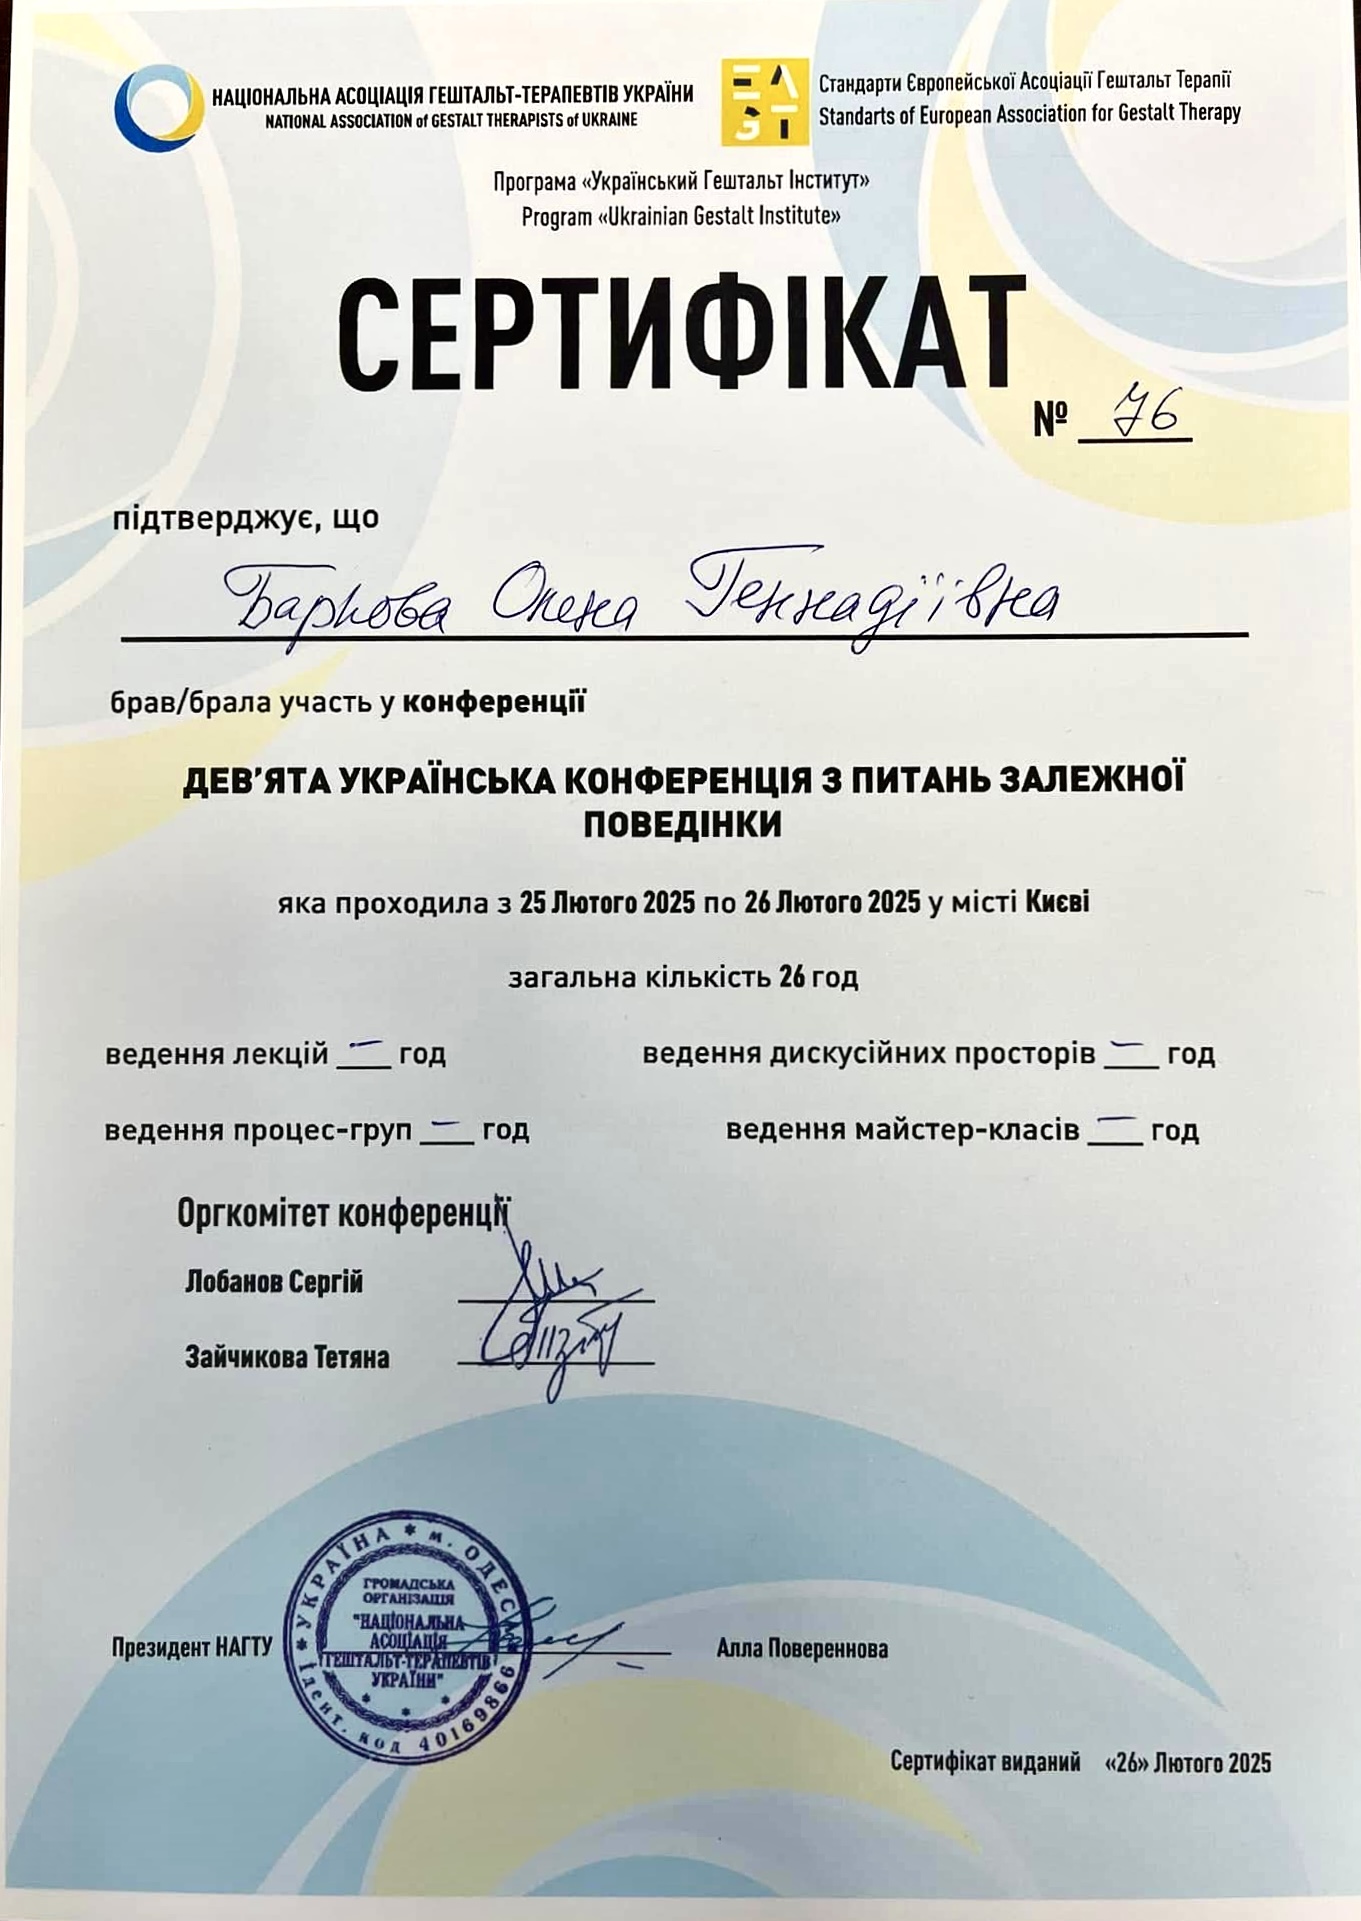 НАЦІОНАЛЬНА АСОЦІАЦІЯ ГЕШТАЛЬТ-ТЕРАПЕВТІВ УКРАЇНИ
NATIONAL ASSOCIATION of GESTALT THERAPISTS of UKRAINE
EAGT
Стандарти Європейської Асоціації Гештальт Терапії
Standarts of European Association for Gestalt Therapy
Програма «Український Гештальт Інститут»
Program «Ukrainian Gestalt Institute»
СЕРТИФІКАТ
№ 76
підтверджує, що
Баркова Олена Геннадіївна
брав/брала участь у конференції
ДЕВ’ЯТА УКРАЇНСЬКА КОНФЕРЕНЦІЯ З ПИТАНЬ ЗАЛЕЖНОЇ
ПОВЕДІНКИ
яка проходила з 25 Лютого 2025 по 26 Лютого 2025 у місті Києві
загальна кількість 26 год
ведення лекцій — год
ведення дискусійних просторів — год
ведення процес-груп — год
ведення майстер-класів — год
Оргкомітет конференції
Лобанов Сергій
Зайчикова Тетяна
УКРАЇНА * м. ОДЕС
ГРОМАДСЬКА
ОРГАНІЗАЦІЯ
"НАЦІОНАЛЬНА
АСОЦІАЦІЯ
ГЕШТАЛЬТ-ТЕРАПЕВТІВ
УКРАЇНИ"
Ідент. код 40169866
Президент НАГТУ
Алла Повереннова
Сертифікат виданий «26» Лютого 2025